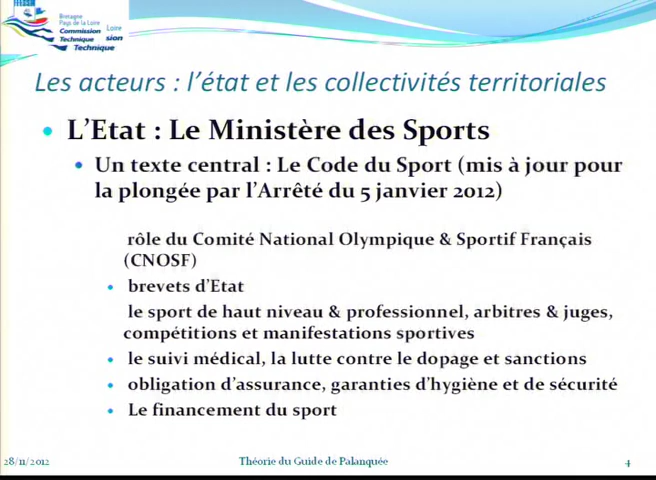 Bretagne
Pays de la Loire
Commission
Technique
Loire
sion
Technique
Les acteurs : l’état et les collectivités territoriales
• L’Etat : Le Ministère des Sports
• Un texte central : Le Code du Sport (mis à jour pour
la plongée par l’Arrêté du 5 janvier 2012)
rôle du Comité National Olympique & Sportif Français
(CNOSF)
• brevets d’Etat
le sport de haut niveau & professionnel, arbitres & juges,
compétitions et manifestations sportives
• le suivi médical, la lutte contre le dopage et sanctions
• obligation d’assurance, garanties d’hygiène et de sécurité
• Le financement du sport
28/11/2012
Théorie du Guide de Palanquée
4